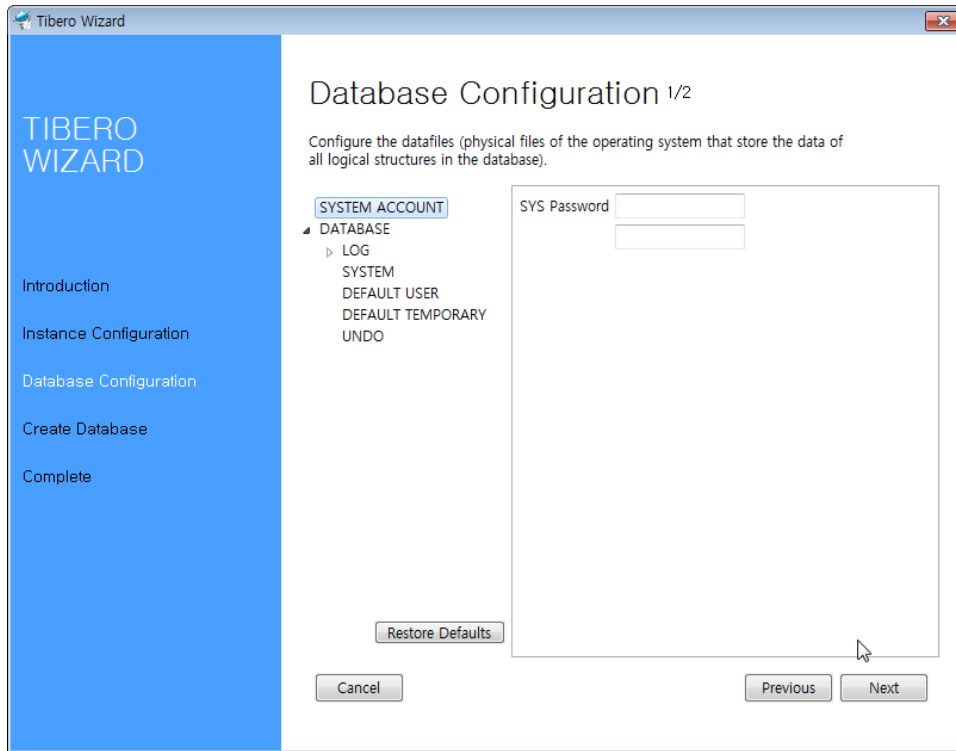 Tibero Wizard
TIBERO
WIZARD
Introduction
Instance Configuration
Database Configuration
Create Database
Complete
Database Configuration 1/2
Configure the datafiles (physical files of the operating system that store the data of
all logical structures in the database).
SYSTEM ACCOUNT
DATABASE
LOG
SYSTEM
DEFAULT USER
DEFAULT TEMPORARY
UNDO
SYS Password
Restore Defaults
Cancel
Previous
Next